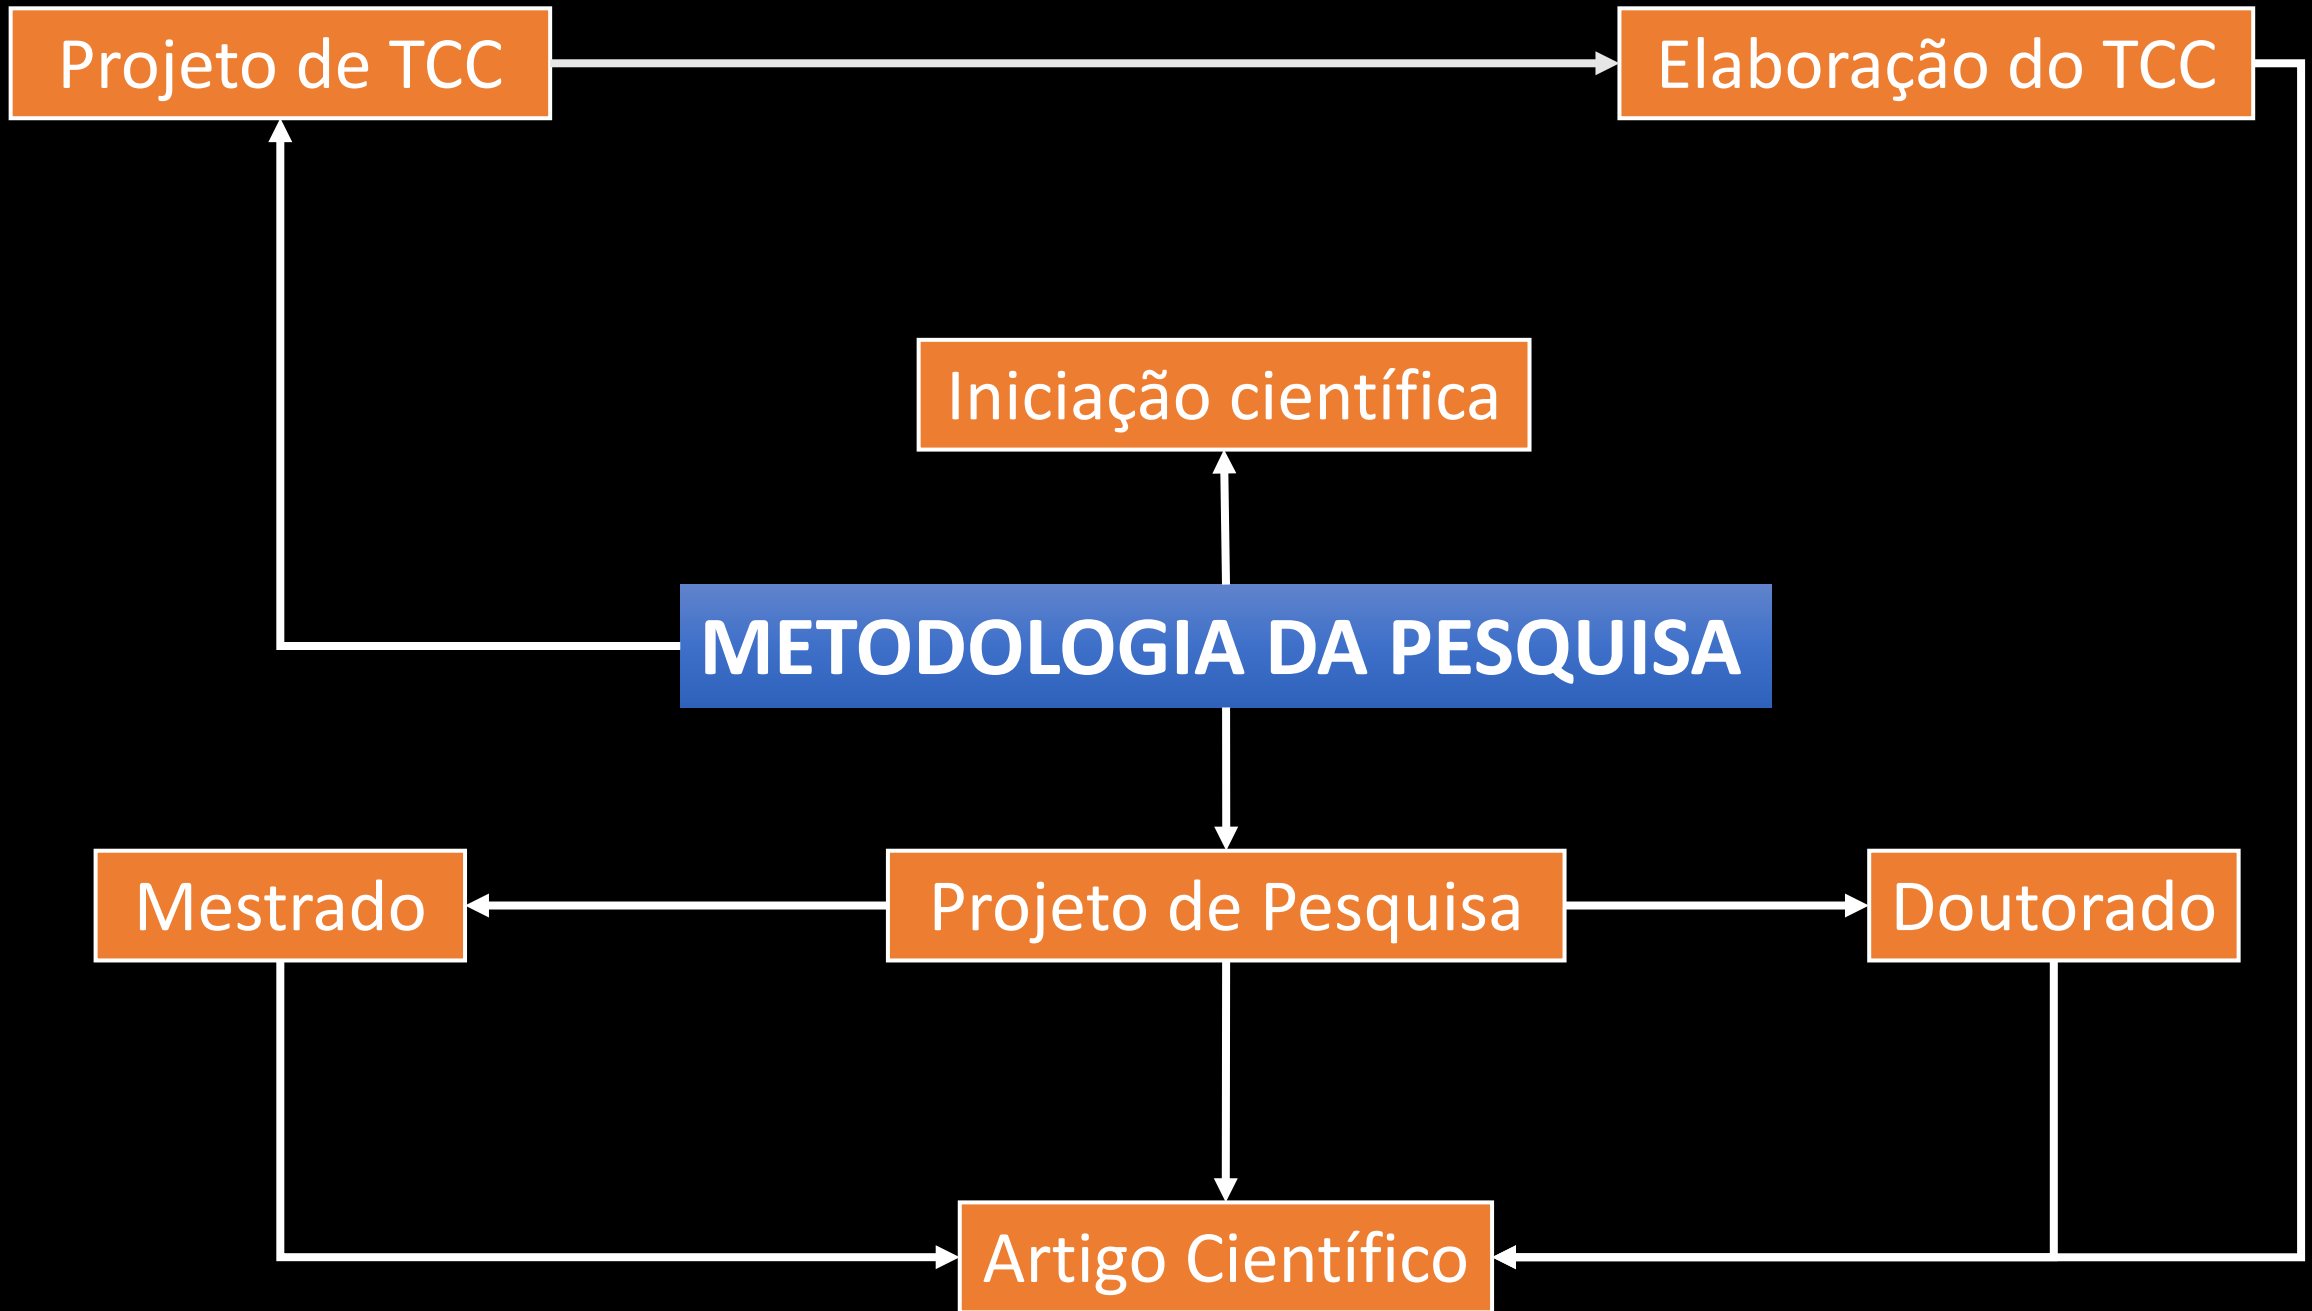 Projeto de TCC
Elaboração do TCC
Iniciação científica
METODOLOGIA DA PESQUISA
Mestrado
Projeto de Pesquisa
Doutorado
Artigo Científico